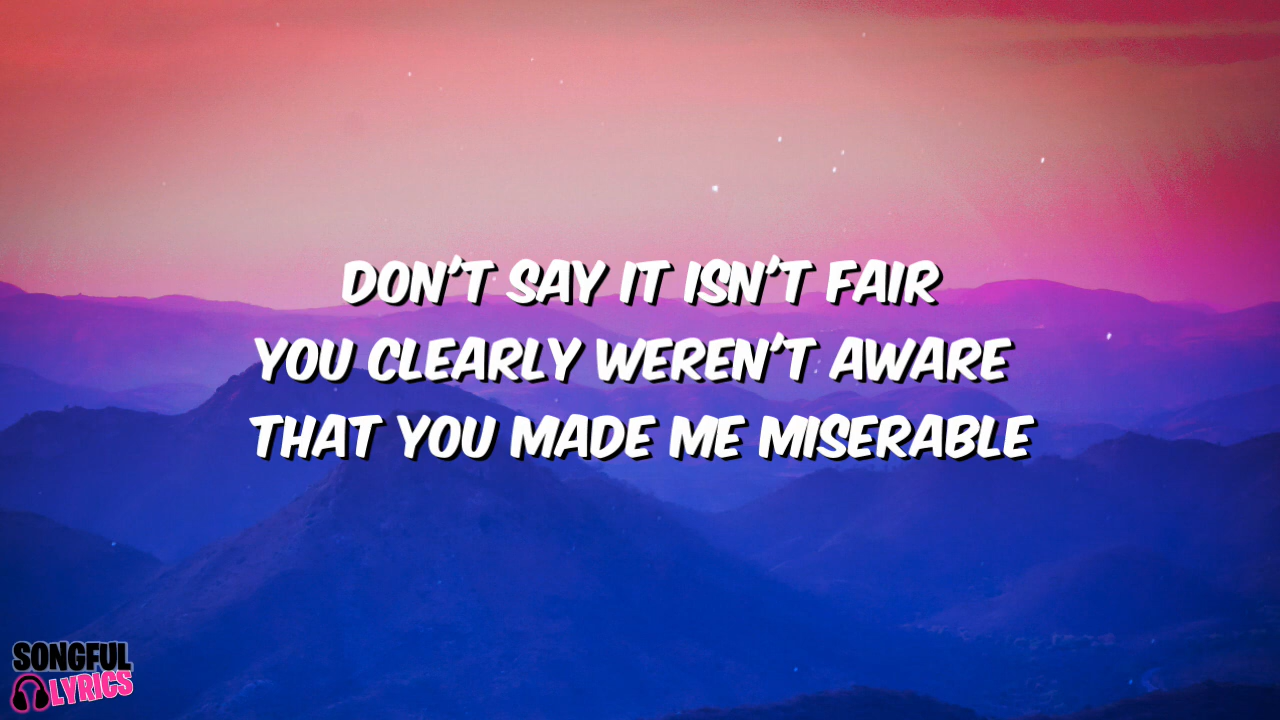 DON'T SAY IT ISN'T FAIR
YOU CLEARLY WEREN'T AWARE
THAT YOU MADE ME MISERABLE
SONGFUL
LYRICS